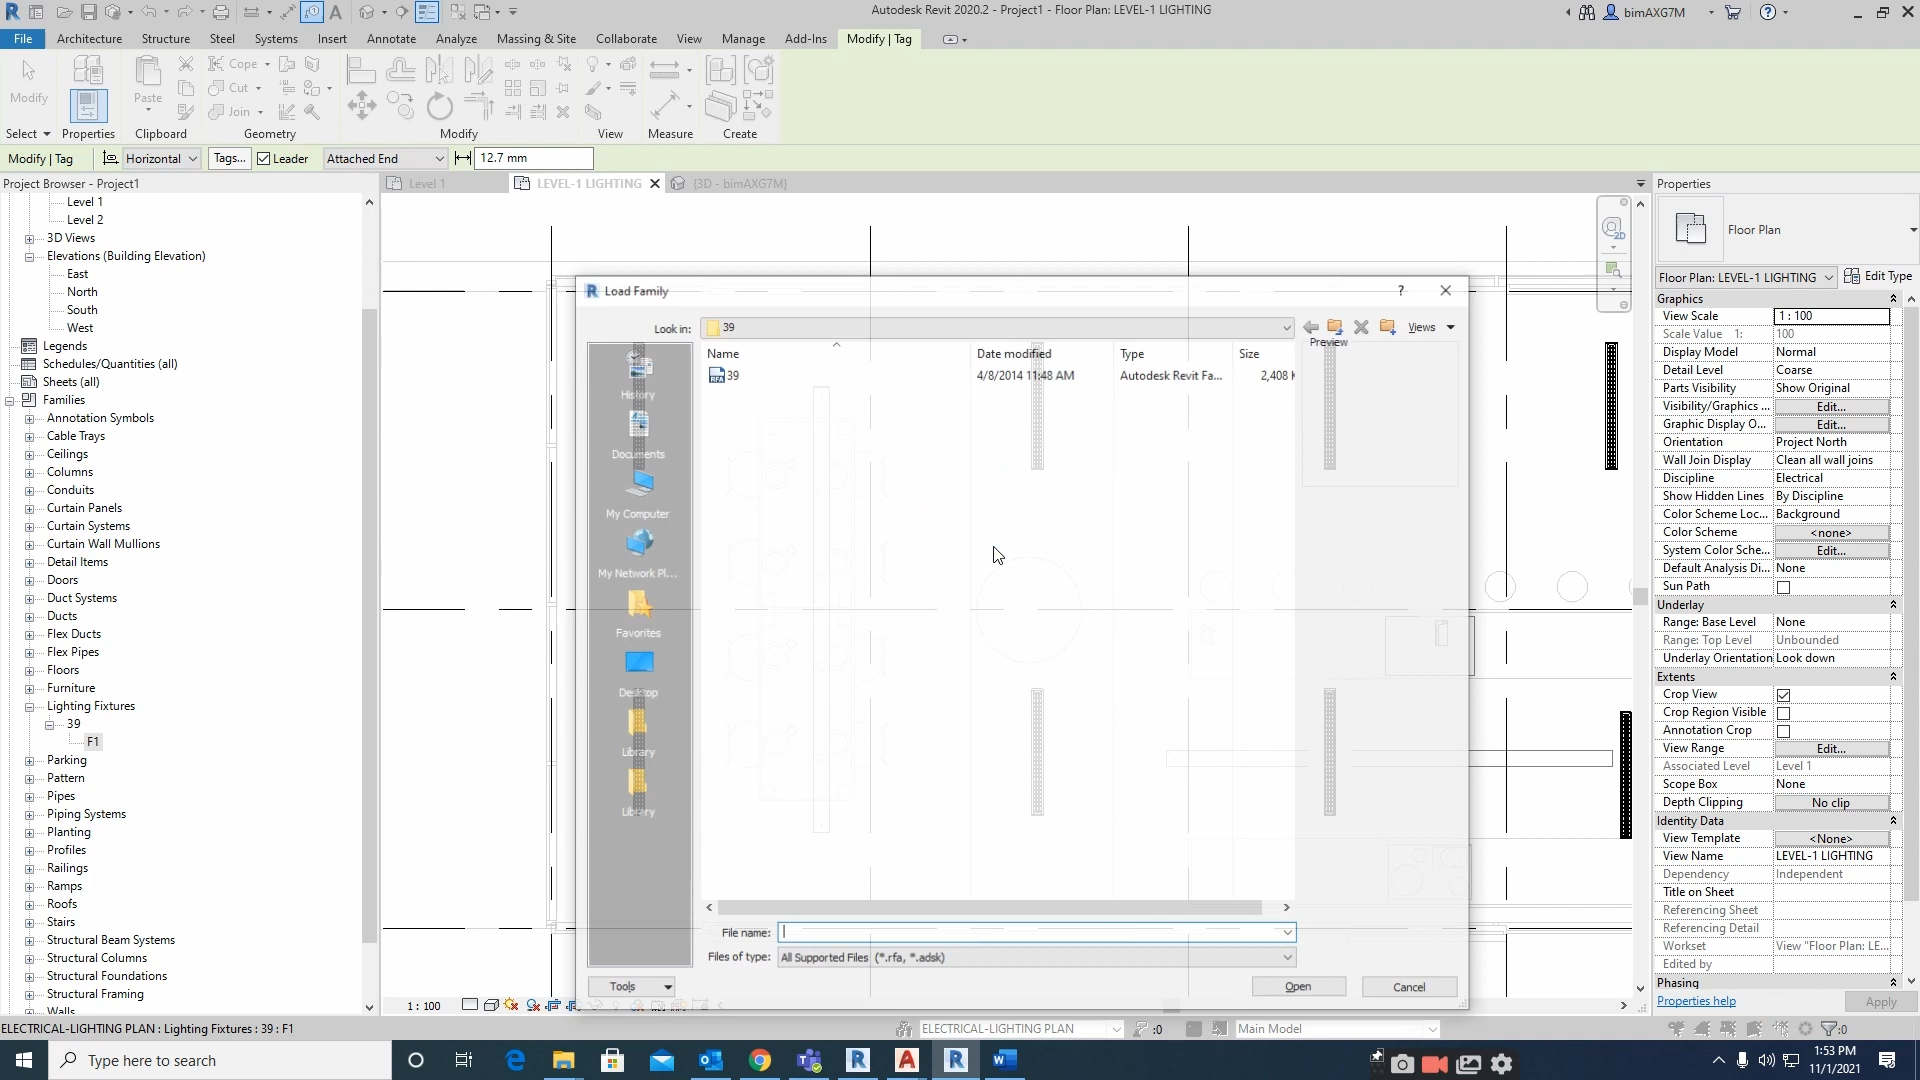 Autodesk Revit 2020.2 - Project1 - Floor Plan: LEVEL-1 LIGHTING
bimAXG7M
File Architecture Structure Steel Systems Insert Annotate Analyze Massing & Site Collaborate View Manage Add-Ins Modify | Tag
Modify Paste Cope Cut Join
Select Properties Clipboard Geometry Modify View Measure Create
Modify | Tag Horizontal Tags... Leader Attached End 12.7 mm
Project Browser - Project1
Level 1
Level 2
3D Views
Elevations (Building Elevation)
East
North
South
West
Legends
Schedules/Quantities (all)
Sheets (all)
Families
Annotation Symbols
Cable Trays
Ceilings
Columns
Conduits
Curtain Panels
Curtain Systems
Curtain Wall Mullions
Detail Items
Doors
Duct Systems
Ducts
Flex Ducts
Flex Pipes
Floors
Furniture
Lighting Fixtures
39
F1
Parking
Pattern
Pipes
Piping Systems
Planting
Profiles
Railings
Ramps
Roofs
Stairs
Structural Beam Systems
Structural Columns
Structural Foundations
Structural Framing
Walls
Level 1 LEVEL-1 LIGHTING {3D - bimAXG7M}
Load Family
Look in: 39 Views
Preview
Name Date modified Type Size
39 4/8/2014 11:48 AM Autodesk Revit Fa... 2,408 K
History
Documents
My Computer
My Network Pl...
Favorites
Desktop
Library
Library
File name:
Files of type: All Supported Files (*.rfa, *.adsk)
Tools Open Cancel
1 : 100
2D
Properties
Floor Plan
Floor Plan: LEVEL-1 LIGHTING Edit Type
Graphics
View Scale 1 : 100
Scale Value 1: 100
Display Model Normal
Detail Level Coarse
Parts Visibility Show Original
Visibility/Graphics ... Edit...
Graphic Display O... Edit...
Orientation Project North
Wall Join Display Clean all wall joins
Discipline Electrical
Show Hidden Lines By Discipline
Color Scheme Loc... Background
Color Scheme <none>
System Color Sche... Edit...
Default Analysis Di... None
Sun Path
Underlay
Range: Base Level None
Range: Top Level Unbounded
Underlay Orientation Look down
Extents
Crop View
Crop Region Visible
Annotation Crop
View Range Edit...
Associated Level Level 1
Scope Box None
Depth Clipping No clip
Identity Data
View Template <None>
View Name LEVEL-1 LIGHTING
Dependency Independent
Title on Sheet
Referencing Sheet
Referencing Detail
Workset View "Floor Plan: LE...
Edited by
Phasing
Properties help Apply
ELECTRICAL-LIGHTING PLAN : Lighting Fixtures : 39 : F1 ELECTRICAL-LIGHTING PLAN :0 Main Model :0
Type here to search
1:53 PM
11/1/2021